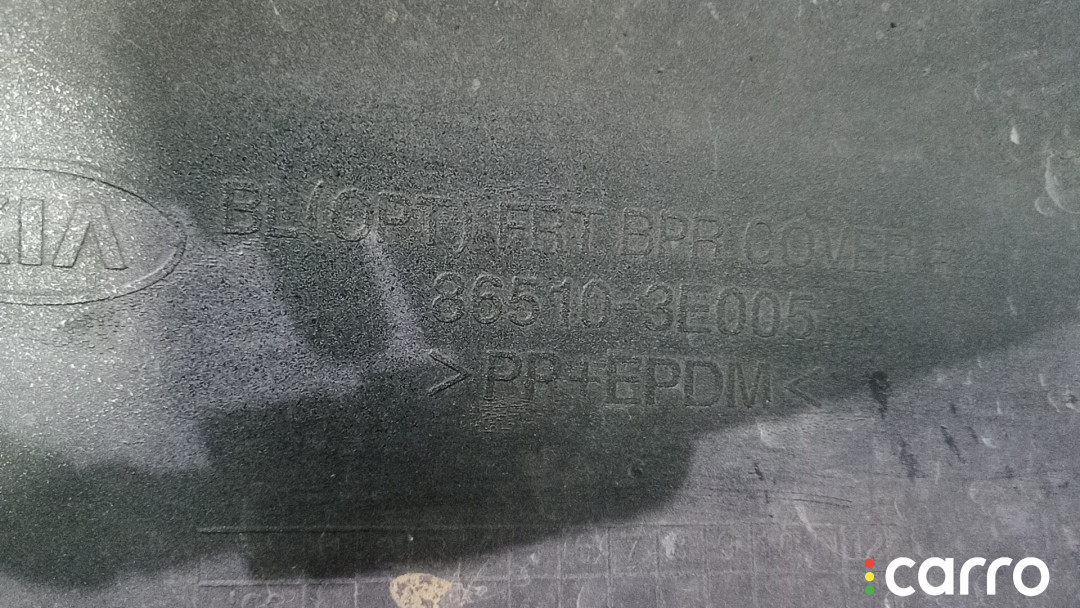 KIA
BL(OPT) FRT BPR COVER
86510-3E005
>PP+EPDM<
carro